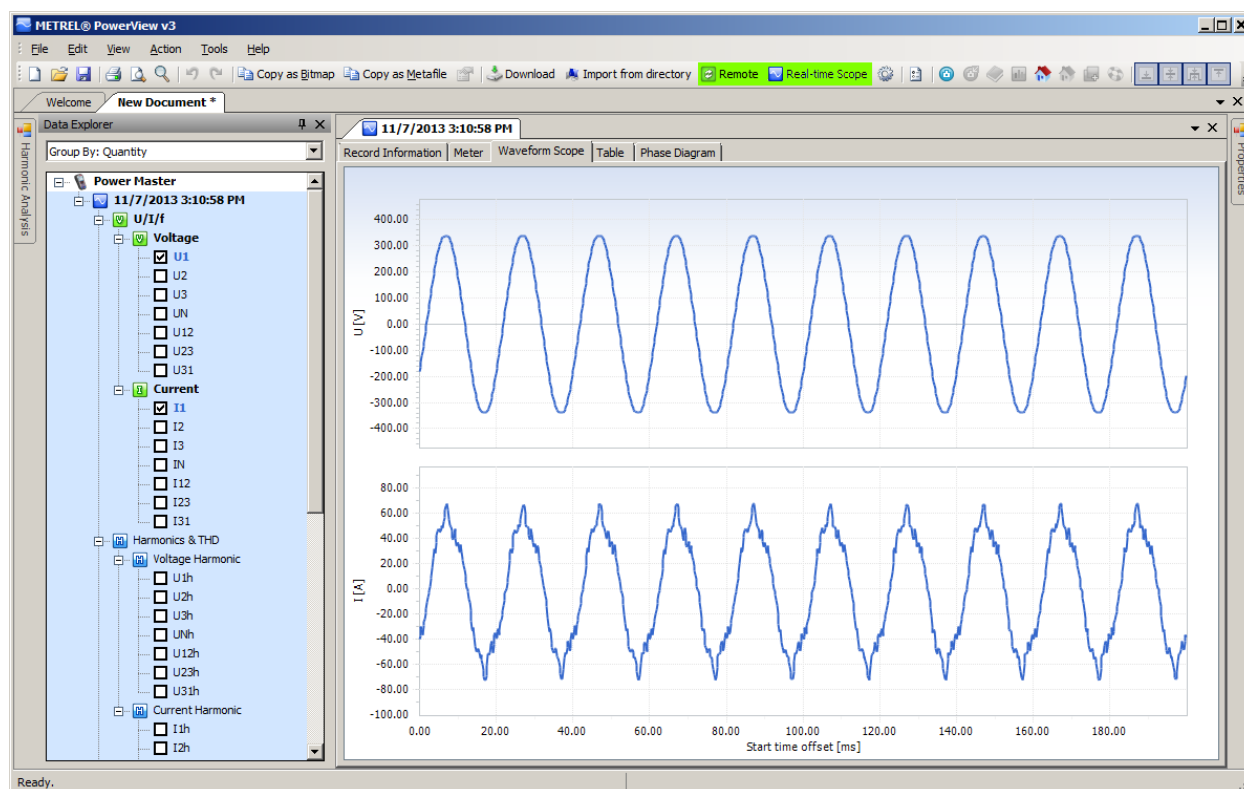 METREL® PowerView v3
File Edit View Action Tools Help
Copy as Bitmap Copy as Metafile Download Import from directory Remote Real-time Scope
Welcome New Document *
Harmonic Analysis
Data Explorer
Group By: Quantity
Power Master
11/7/2013 3:10:58 PM
U/I/f
Voltage
U1
U2
U3
UN
U12
U23
U31
Current
I1
I2
I3
IN
I12
I23
I31
Harmonics & THD
Voltage Harmonic
U1h
U2h
U3h
UNh
U12h
U23h
U31h
Current Harmonic
I1h
I2h
11/7/2013 3:10:58 PM
Record Information Meter Waveform Scope Table Phase Diagram
U [V]
400.00
300.00
200.00
100.00
0.00
-100.00
-200.00
-300.00
-400.00
I [A]
80.00
60.00
40.00
20.00
0.00
-20.00
-40.00
-60.00
-80.00
-100.00
0.00 20.00 40.00 60.00 80.00 100.00 120.00 140.00 160.00 180.00
Start time offset [ms]
Properties
Ready.